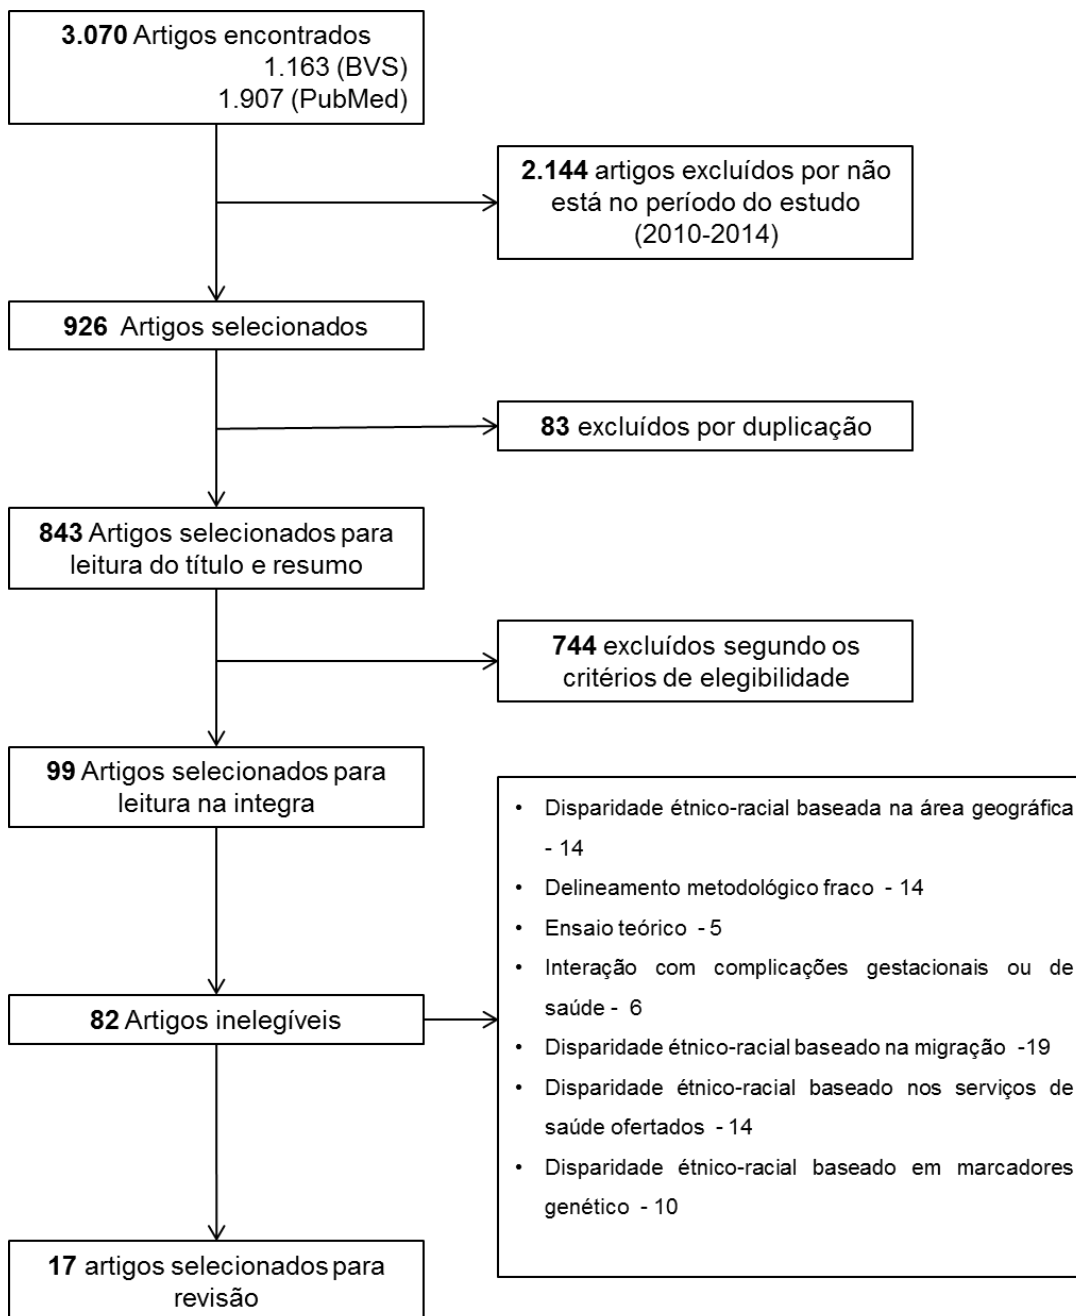 3.070 Artigos encontrados
1.163 (BVS)
1.907 (PubMed)
2.144 artigos excluídos por não
está no período do estudo
(2010-2014)
926 Artigos selecionados
83 excluídos por duplicação
843 Artigos selecionados para
leitura do título e resumo
744 excluídos segundo os
critérios de elegibilidade
99 Artigos selecionados para
leitura na integra
• Disparidade étnico-racial baseada na área geográfica
- 14
• Delineamento metodológico fraco - 14
• Ensaio teórico - 5
• Interação com complicações gestacionais ou de
saúde - 6
• Disparidade étnico-racial baseado na migração -19
• Disparidade étnico-racial baseado nos serviços de
saúde ofertados - 14
• Disparidade étnico-racial baseado em marcadores
genético - 10
82 Artigos inelegíveis
17 artigos selecionados para
revisão